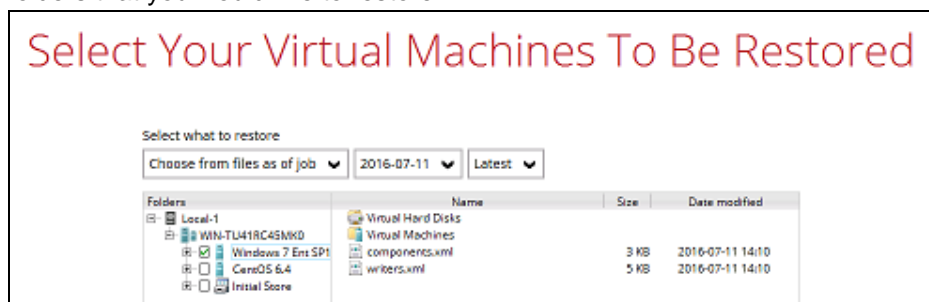 Select Your Virtual Machines To Be Restored
Select what to restore
Choose from files as of job 2016-07-11 Latest
Folders Name Size Date modified
Local-1 Virtual Hard Disks
WIN-TU41RC45MK0 Virtual Machines
Windows 7 Ent SP1 components.xml 3 KB 2016-07-11 14:10
CentOS 6.4 writers.xml 5 KB 2016-07-11 14:10
Initial Store